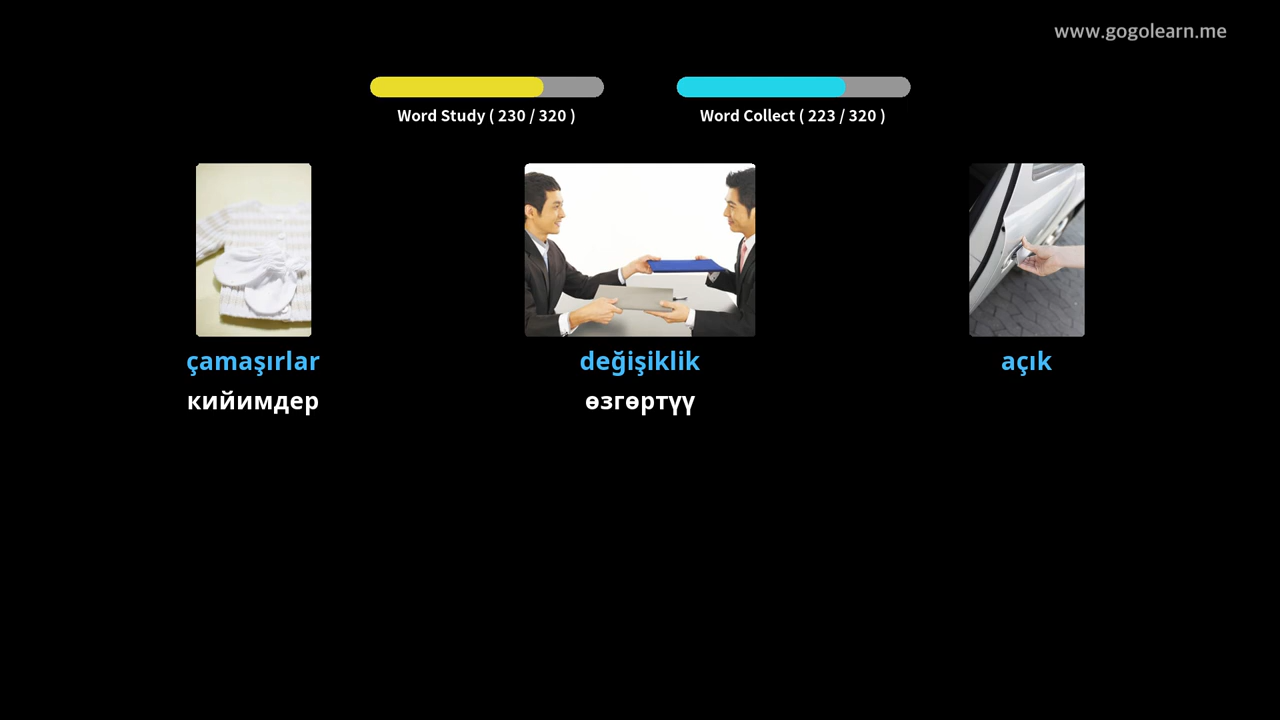 www.gogolearn.me
Word Study ( 230 / 320 )
Word Collect ( 223 / 320 )
çamaşırlar
кийимдер
değişiklik
өзгөртүү
açık